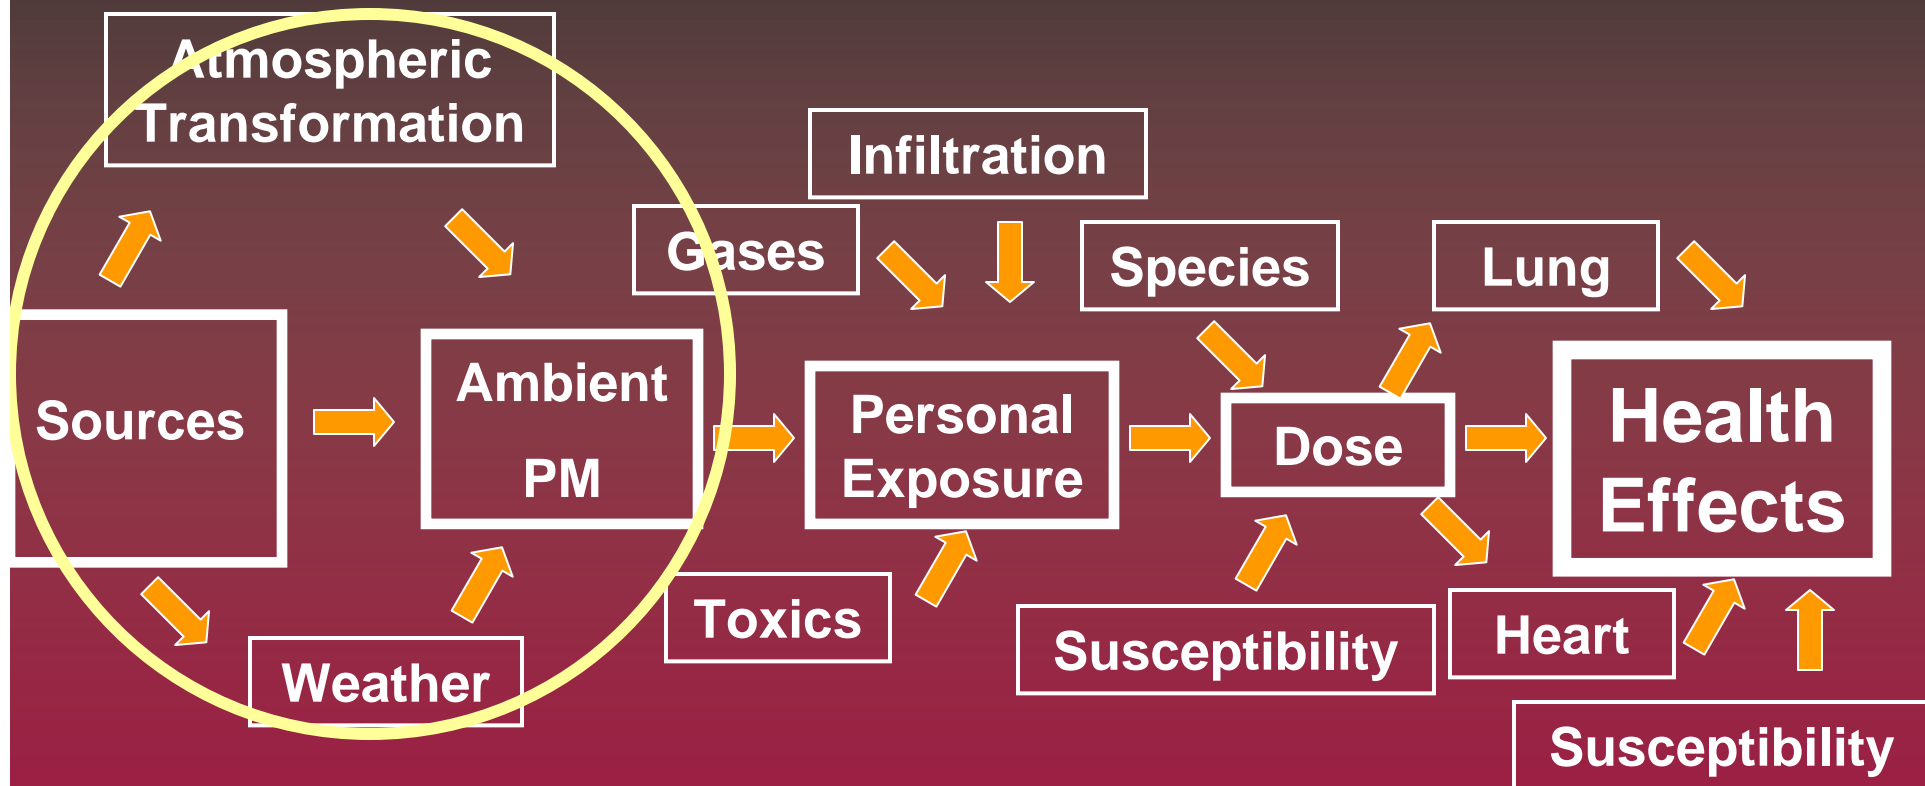 Atmospheric
Transformation
Infiltration
Gases
Species
Lung
Sources
Ambient
PM
Personal
Exposure
Dose
Health
Effects
Toxics
Susceptibility
Heart
Weather
Susceptibility